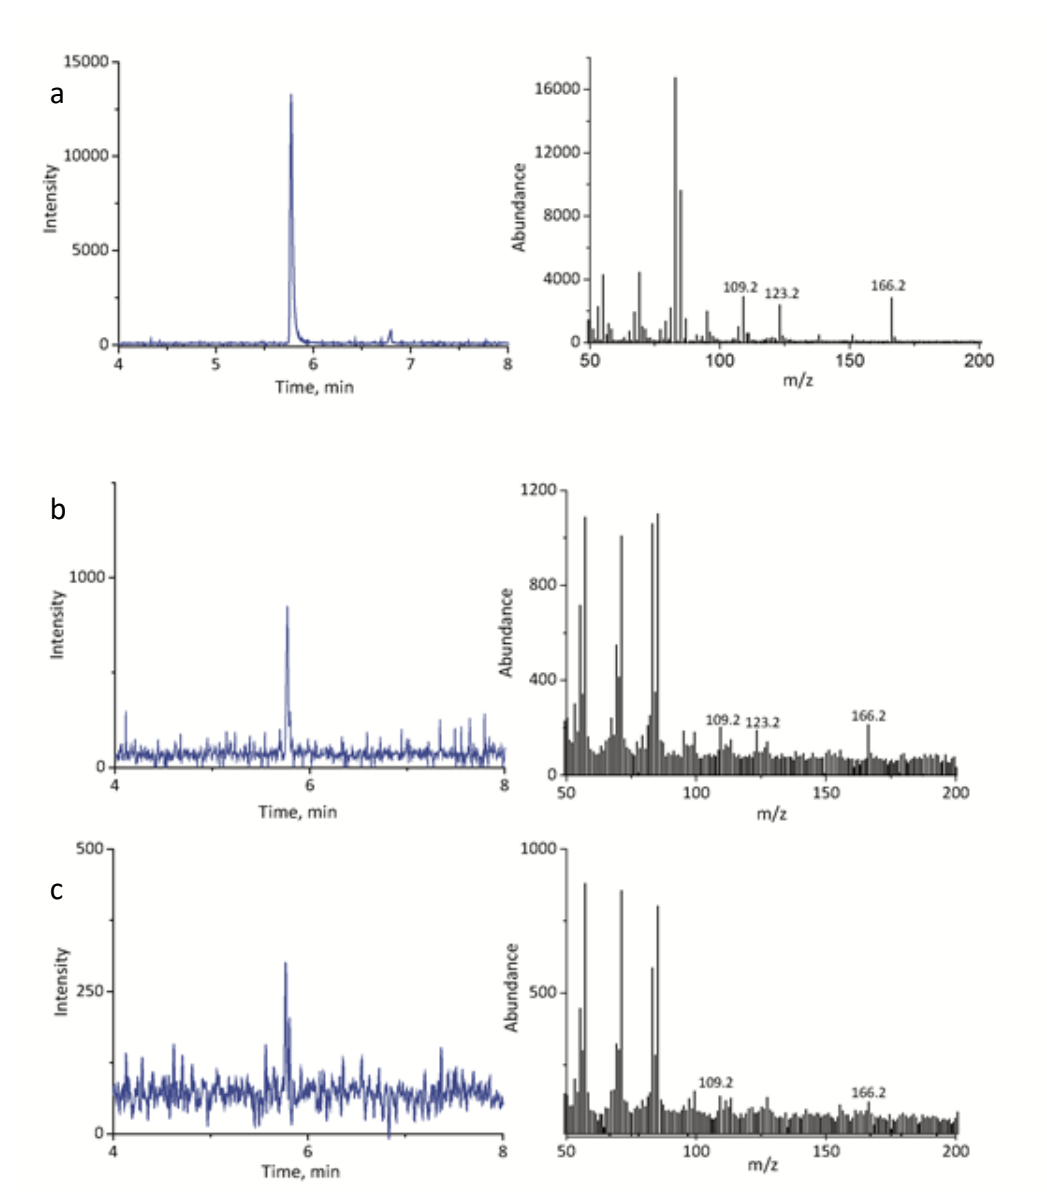 a
15000
10000
5000
0
Intensity
4 5 6 7 8
Time, min
16000
12000
8000
4000
0
Abundance
109.2 123.2 166.2
50 100 150 200
m/z
b
1000
0
Intensity
4 6 8
Time, min
1200
800
400
0
Abundance
109.2 123.2 166.2
50 100 150 200
m/z
c
500
250
0
Intensity
4 6 8
Time, min
1000
500
Abundance
109.2 166.2
50 100 150 200
m/z